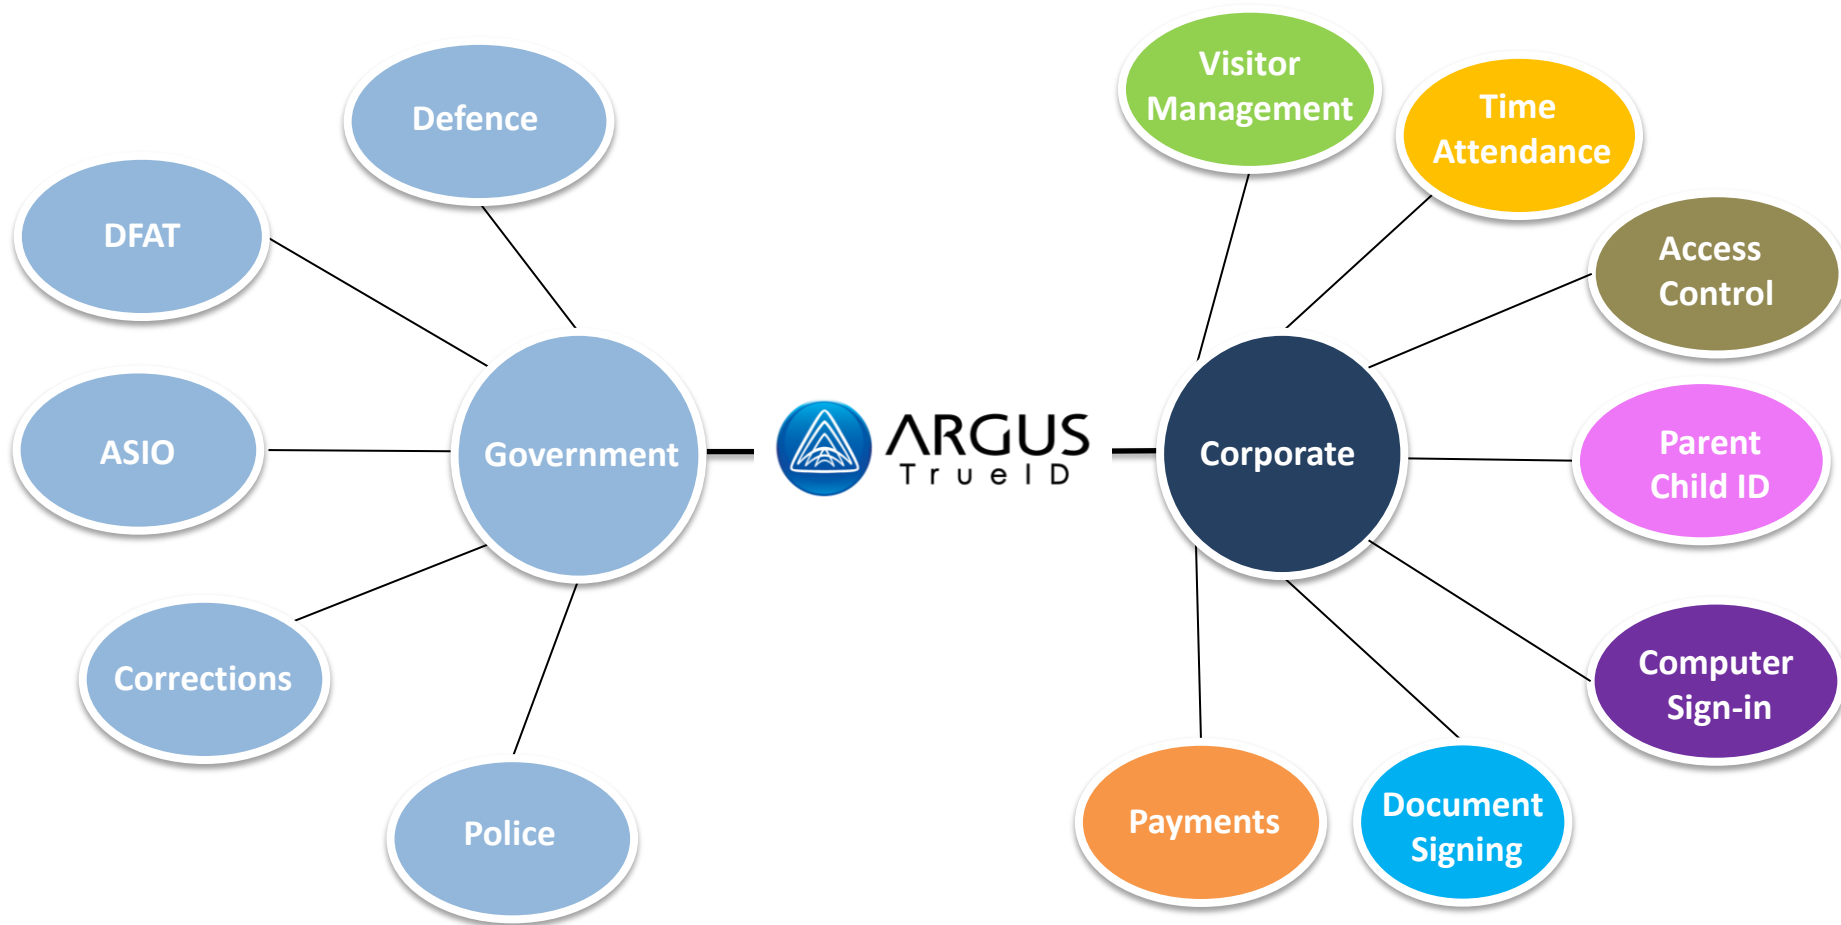 Defence
DFAT
ASIO
Government
Corrections
Police
ARGUS
TrueID
Corporate
Visitor
Management
Time
Attendance
Access
Control
Parent
Child ID
Computer
Sign-in
Document
Signing
Payments